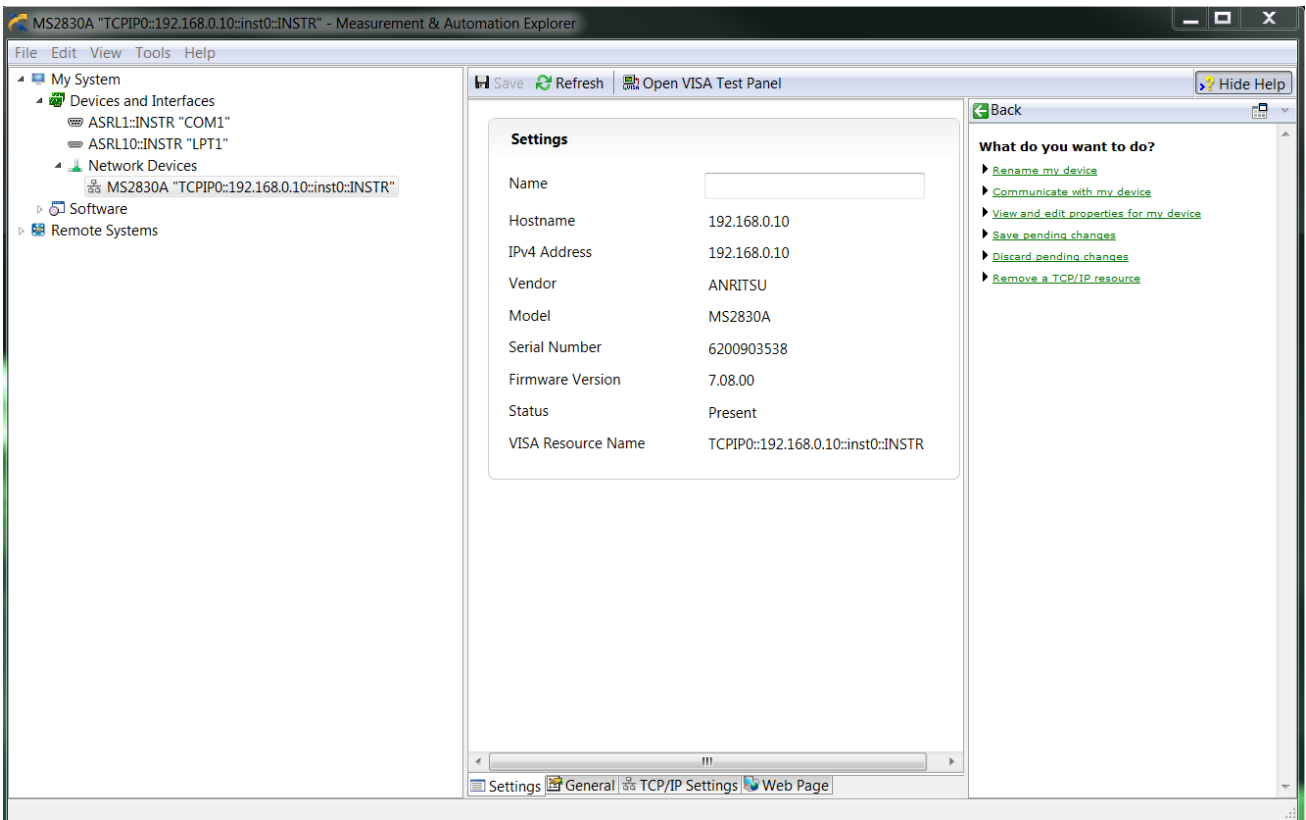 MS2830A "TCPIP0::192.168.0.10::inst0::INSTR" - Measurement & Automation Explorer
File Edit View Tools Help
My System
Devices and Interfaces
ASRL1::INSTR "COM1"
ASRL10::INSTR "LPT1"
Network Devices
MS2830A "TCPIP0::192.168.0.10::inst0::INSTR"
Software
Remote Systems
Save Refresh Open VISA Test Panel Hide Help
Settings
Name
Hostname 192.168.0.10
IPv4 Address 192.168.0.10
Vendor ANRITSU
Model MS2830A
Serial Number 6200903538
Firmware Version 7.08.00
Status Present
VISA Resource Name TCPIP0::192.168.0.10::inst0::INSTR
Settings General TCP/IP Settings Web Page
Back
What do you want to do?
Rename my device
Communicate with my device
View and edit properties for my device
Save pending changes
Discard pending changes
Remove a TCP/IP resource